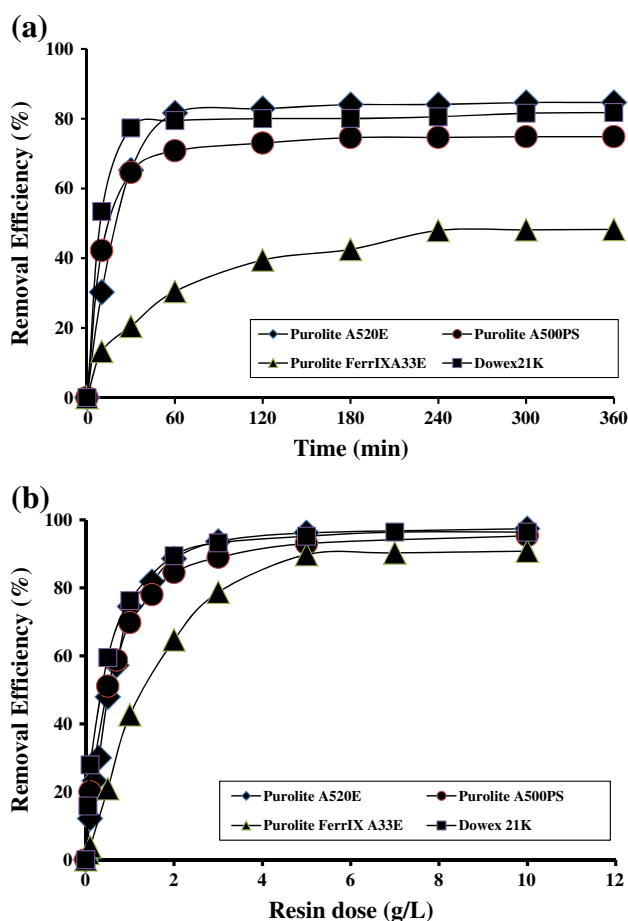 (a)
100
80
60
40
20
0
Removal Efficiency (%)
Purolite A520E
Purolite A500PS
Purolite FerrIXA33E
Dowex21K
0 60 120 180 240 300 360
Time (min)
(b)
100
80
60
40
20
0
Removal Efficiency (%)
Purolite A520E
Purolite A500PS
Purolite FerrIX A33E
Dowex 21K
0 2 4 6 8 10 12
Resin dose (g/L)